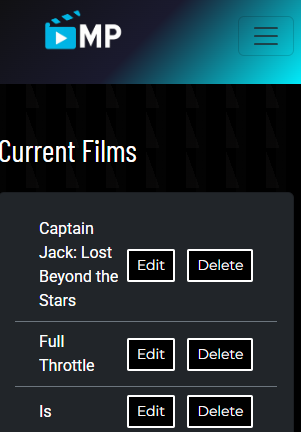 MP
Current Films
Captain
Jack: Lost
Beyond the
Stars
Edit Delete
Full
Throttle
Edit Delete
Is
Edit Delete